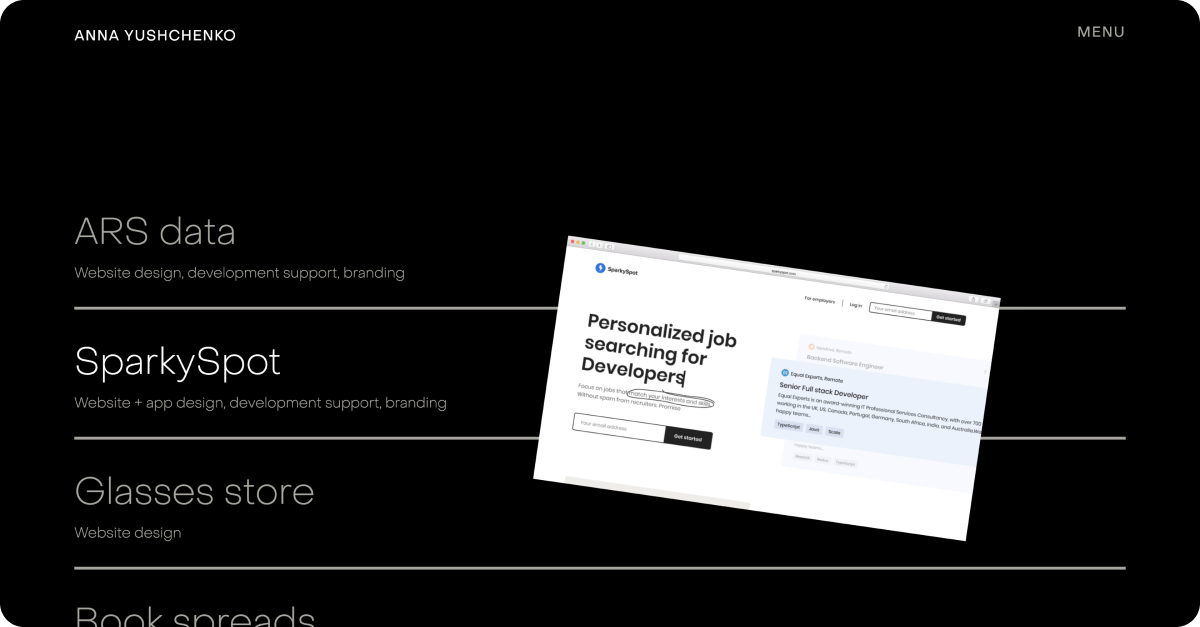 ANNA YUSHCHENKO
MENU
ARS data
Website design, development support, branding
SparkySpot
Website + app design, development support, branding
Glasses store
Website design
Book spreads
SparkySpot
For employers
Log in
Your email address
Get started
Personalized job
searching for
Developers
Focus on jobs that match your interests and skills.
Without spam from recruiters. Promise
Your email address
Get started
Backend Software Engineer
Equal Experts, Remote
Senior Full stack Developer
Equal Experts is an award-winning IT Professional Services Consultancy, with over 700
working in the UK, US, Canada, Portugal, Germany, South Africa, India, and Australia.
happy teams...
TypeScript
Java
Scala
happy teams...
TypeScript